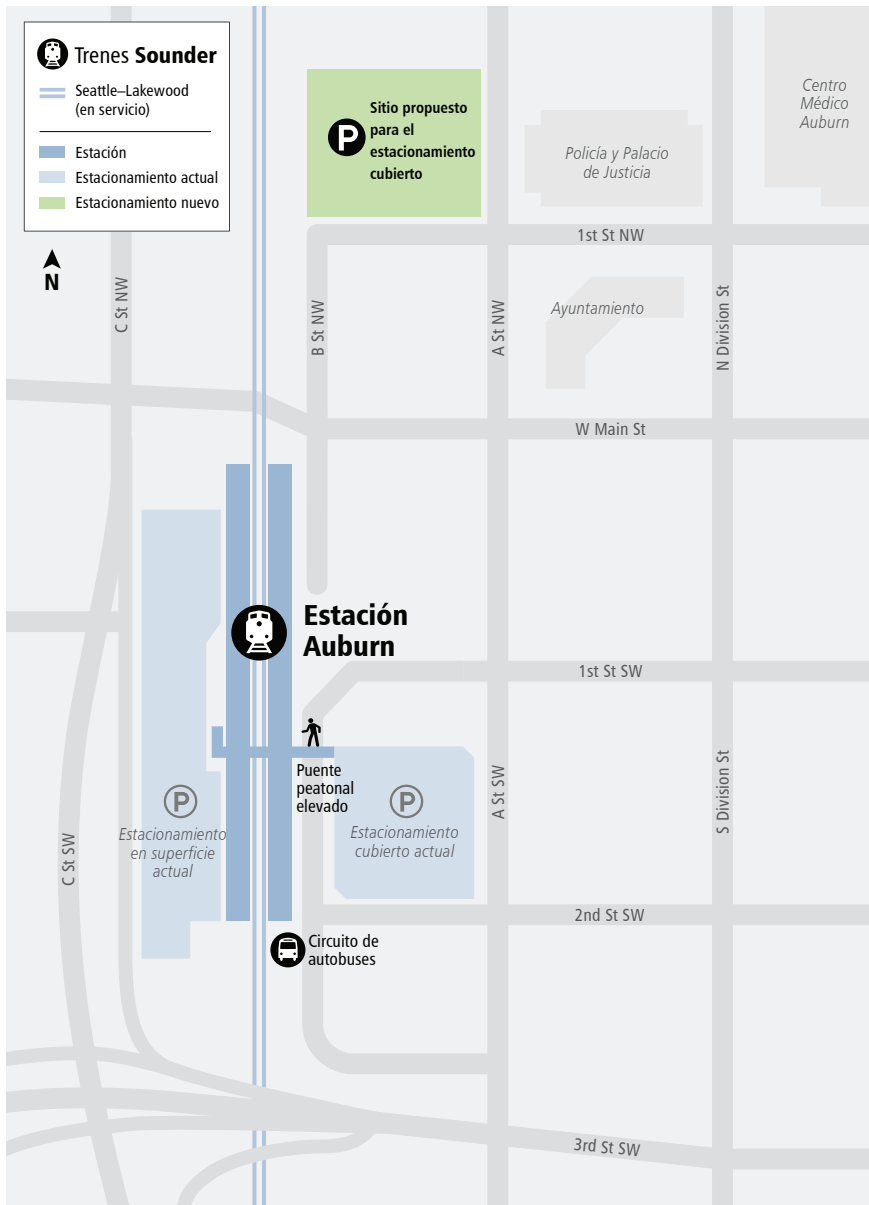 Trenes Sounder
Seattle–Lakewood
(en servicio)
Estación
Estacionamiento actual
Estacionamiento nuevo
N
P
Sitio propuesto
para el
estacionamiento
cubierto
Centro
Médico
Auburn
Policía y Palacio
de Justicia
1st St NW
C St NW
B St NW
A St NW
N Division St
Ayuntamiento
W Main St
Estación
Auburn
1st St SW
Puente
peatonal
elevado
P
Estacionamiento
en superficie
actual
P
Estacionamiento
cubierto actual
C St SW
A St SW
S Division St
2nd St SW
Circuito de
autobuses
3rd St SW